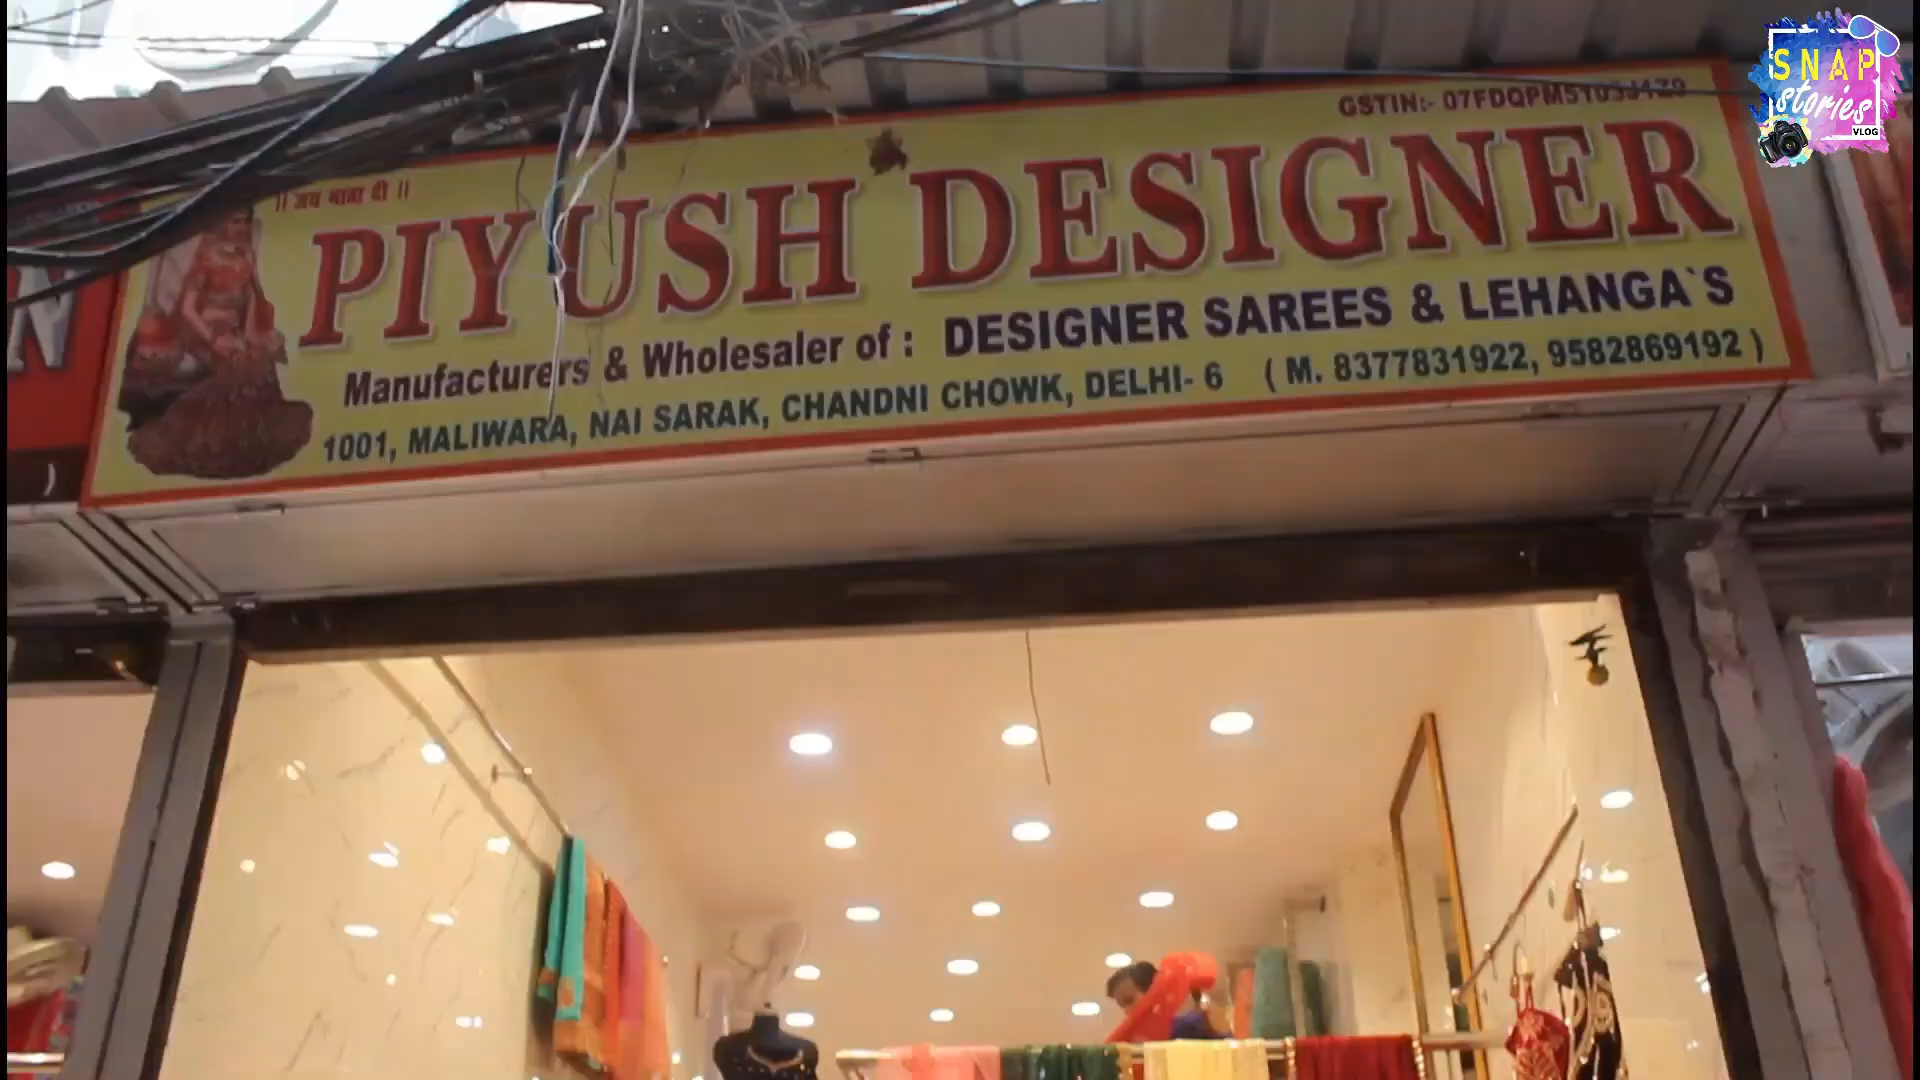 GSTIN:-
।। जय माता दी ।।
PIYUSH DESIGNER
Manufacturers & Wholesaler of : DESIGNER SAREES & LEHANGA`S
1001, MALIWARA, NAI SARAK, CHANDNI CHOWK, DELHI- 6 ( M. 8377831922, 9582869192 )
SNAP
stories
VLOG